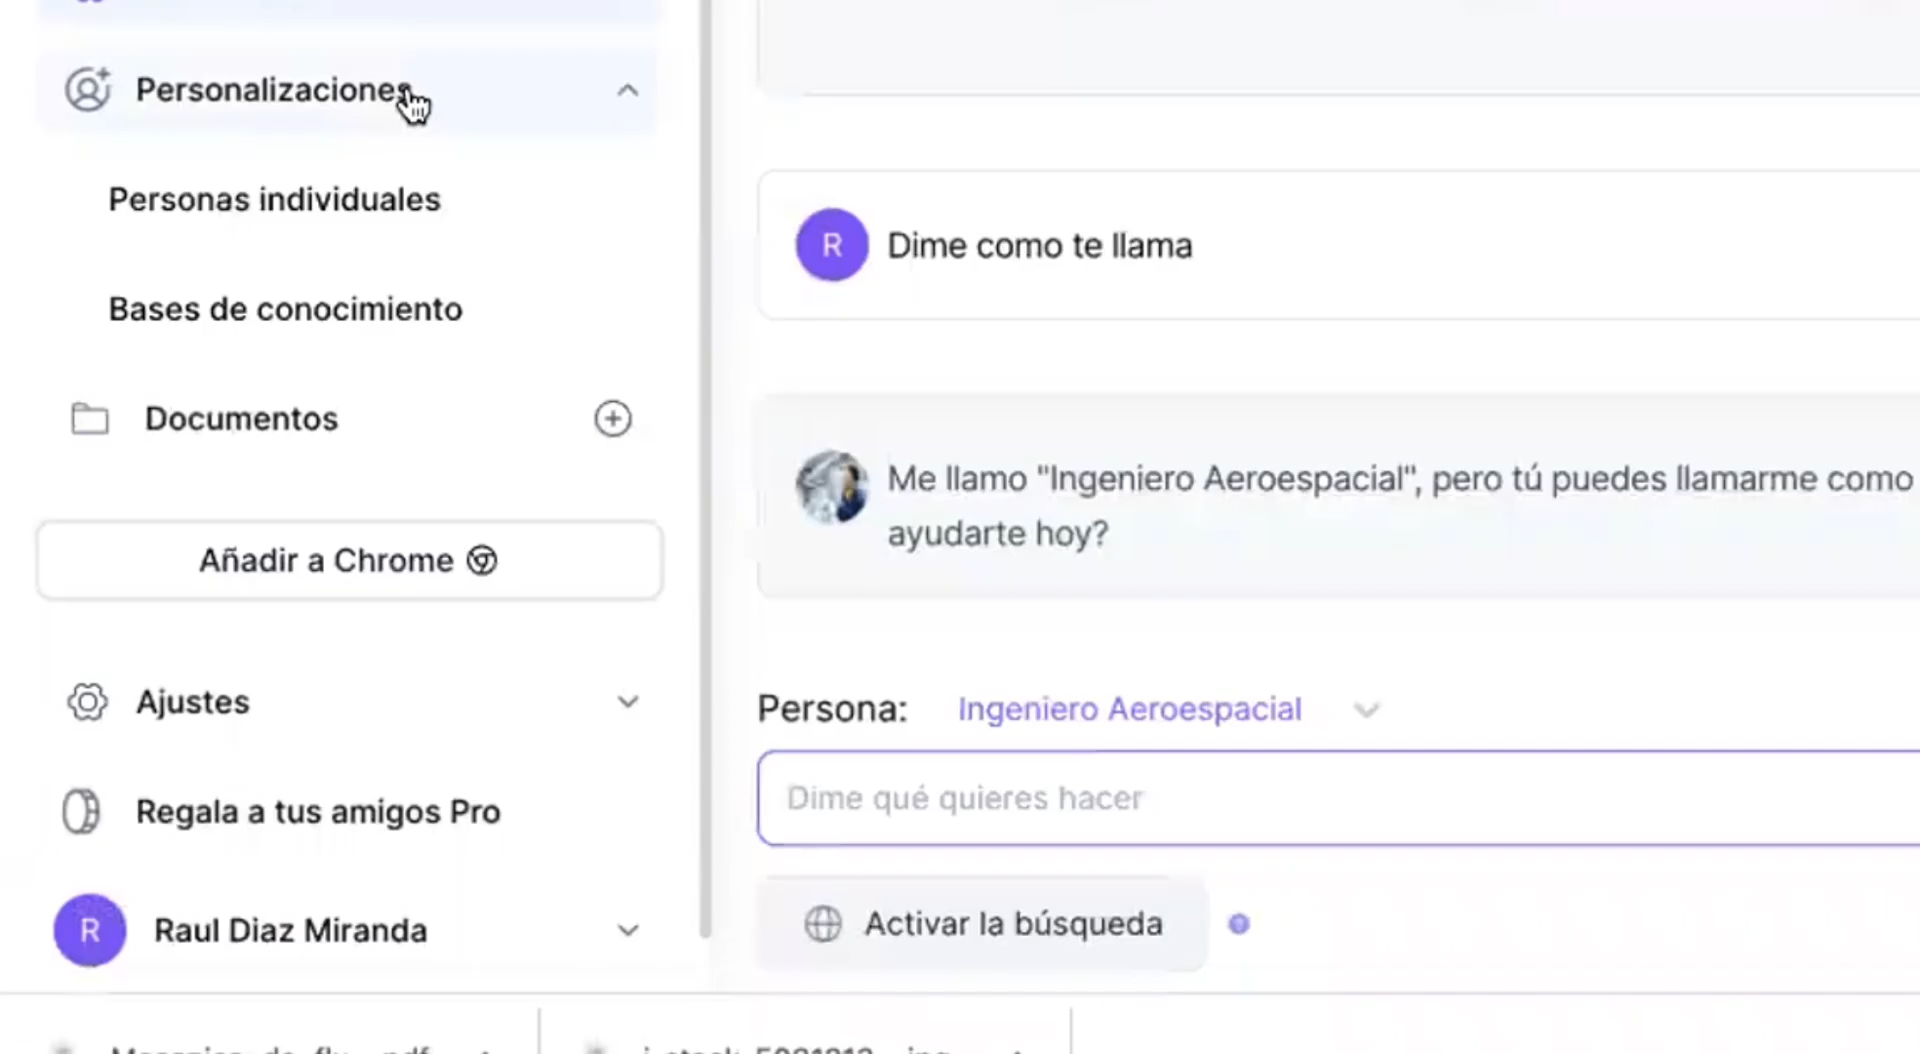 Personalizaciones
Personas individuales
Bases de conocimiento
Documentos
Añadir a Chrome
Ajustes
Regala a tus amigos Pro
R Raul Diaz Miranda
R Dime como te llama
Me llamo "Ingeniero Aeroespacial", pero tú puedes llamarme como
ayudarte hoy?
Persona: Ingeniero Aeroespacial
Dime qué quieres hacer
Activar la búsqueda